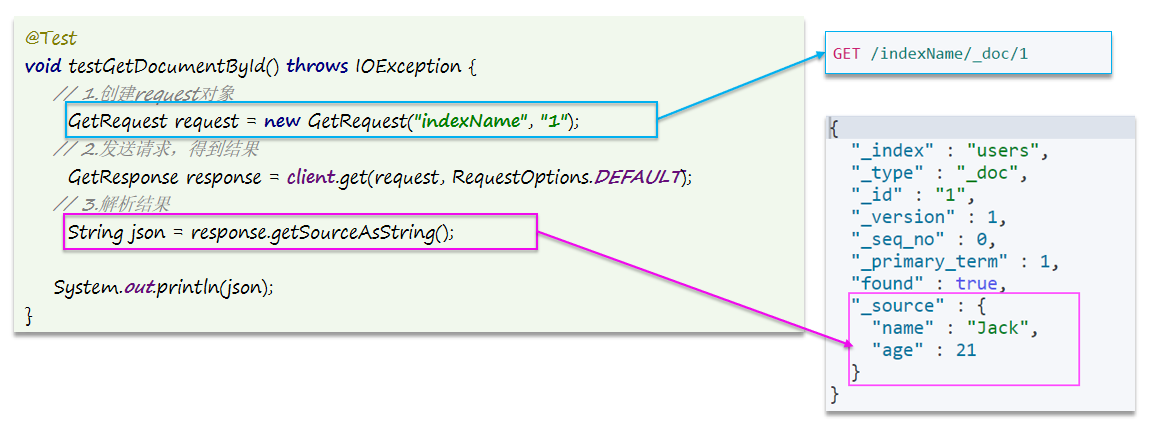 @Test
void testGetDocumentById() throws IOException {
// 1.创建request对象
GetRequest request = new GetRequest("indexName", "1");
// 2.发送请求，得到结果
GetResponse response = client.get(request, RequestOptions.DEFAULT);
// 3.解析结果
String json = response.getSourceAsString();
System.out.println(json);
}
GET /indexName/_doc/1
{
"_index" : "users",
"_type" : "_doc",
"_id" : "1",
"_version" : 1,
"_seq_no" : 0,
"_primary_term" : 1,
"found" : true,
"_source" : {
"name" : "Jack",
"age" : 21
}
}